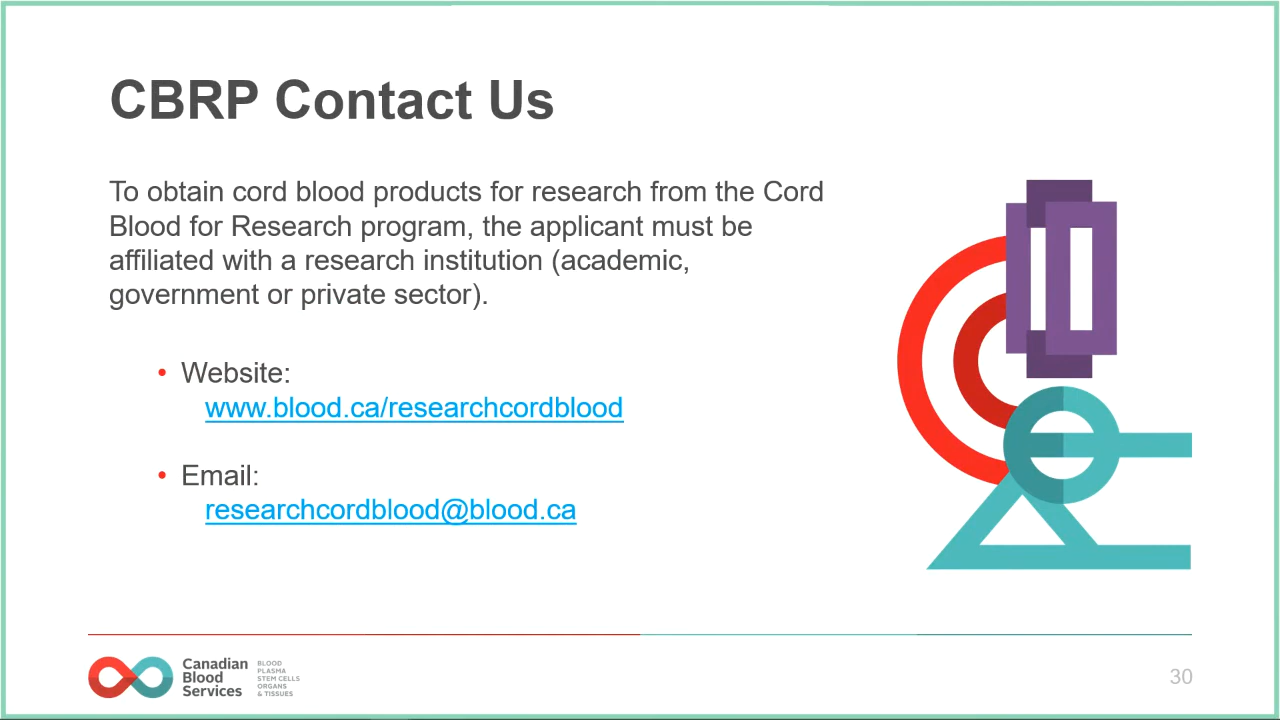 CBRP Contact Us
To obtain cord blood products for research from the Cord
Blood for Research program, the applicant must be
affiliated with a research institution (academic,
government or private sector).
• Website:
www.blood.ca/researchcordblood
• Email:
researchcordblood@blood.ca
Canadian
Blood
Services
BLOOD
PLASMA
STEM CELLS
ORGANS
& TISSUES
30